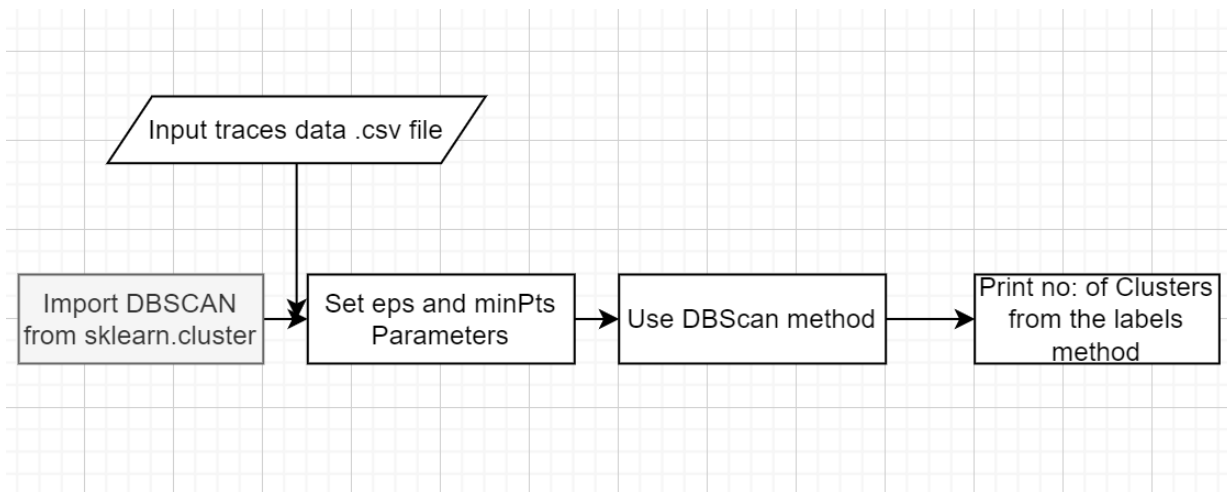 Input traces data .csv file
Import DBSCAN
from sklearn.cluster
Set eps and minPts
Parameters
Use DBScan method
Print no: of Clusters
from the labels
method